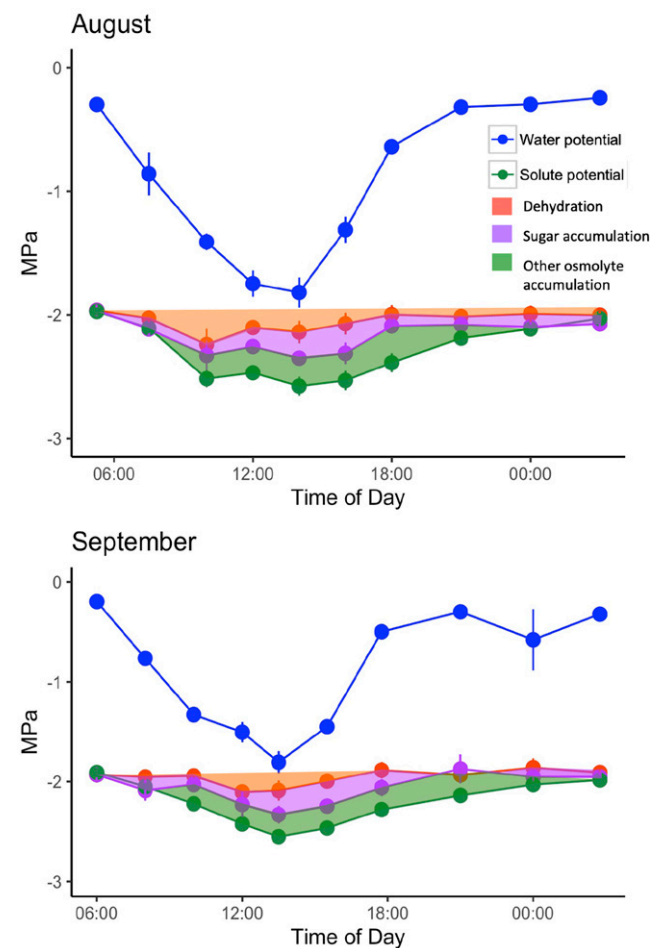 August
0
-1
-2
-3
MPa
Water potential
Solute potential
Dehydration
Sugar accumulation
Other osmolyte
accumulation
06:00 12:00 18:00 00:00
Time of Day
September
0
-1
-2
-3
MPa
06:00 12:00 18:00 00:00
Time of Day